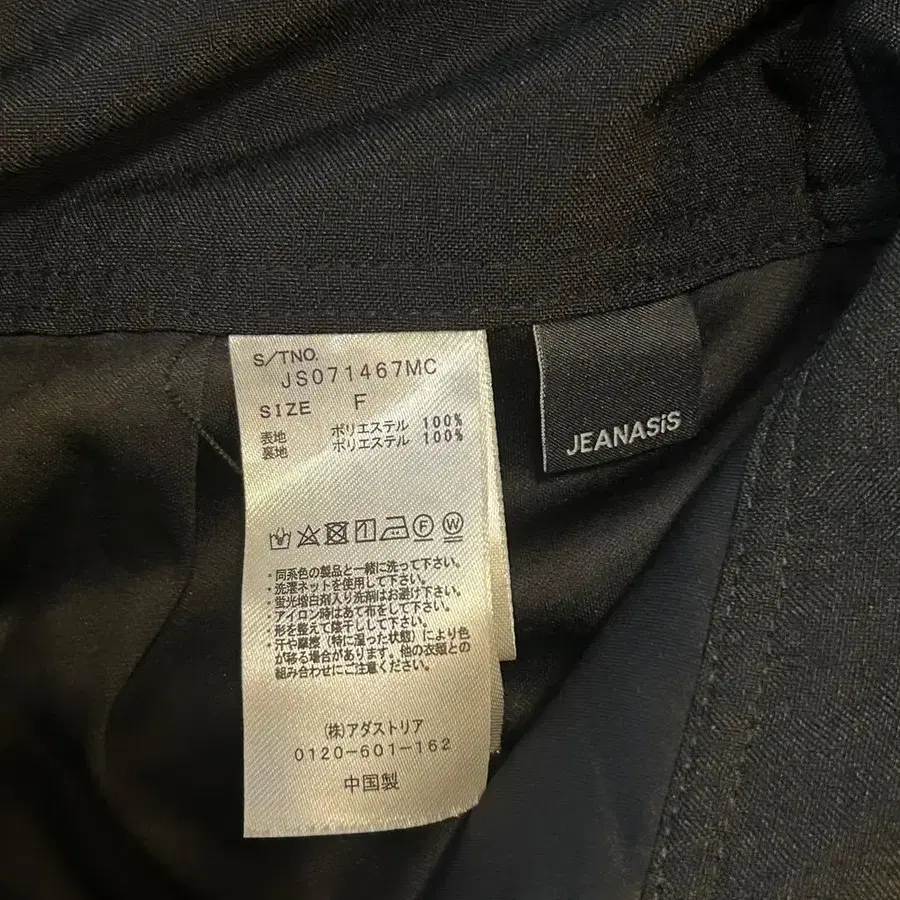 S/TNO.
JS071467MC
SIZE F
表地 ポリエステル 100%
裏地 ポリエステル 100%
JEANASiS
F W
・同系色の製品と一緒に洗って下さい。
・洗濯ネットを使用して下さい。
・蛍光増白剤入り洗剤はお避け下さい。
・アイロン時はあて布をして下さい。
・形を整えて陰干しして下さい。
・汗や摩擦（特に湿った状態）により色
が移る場合があります。他の衣類との
組み合わせにご注意ください。
(株)アダストリア
0120-601-162
中国製